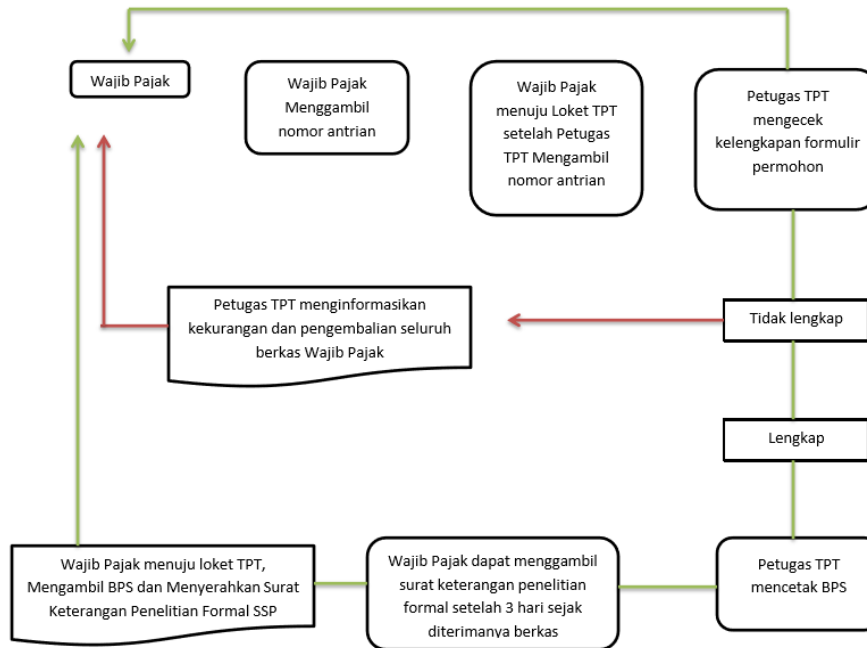 Wajib Pajak
Wajib Pajak
Menggambil
nomor antrian
Wajib Pajak
menuju Loket TPT
setelah Petugas
TPT Mengambil
nomor antrian
Petugas TPT
mengecek
kelengkapan formulir
permohon
Petugas TPT menginformasikan
kekurangan dan pengembalian seluruh
berkas Wajib Pajak
Tidak lengkap
Lengkap
Wajib Pajak menuju loket TPT,
Mengambil BPS dan Menyerahkan Surat
Keterangan Penelitian Formal SSP
Wajib Pajak dapat menggambil
surat keterangan penelitian
formal setelah 3 hari sejak
diterimanya berkas
Petugas TPT
mencetak BPS